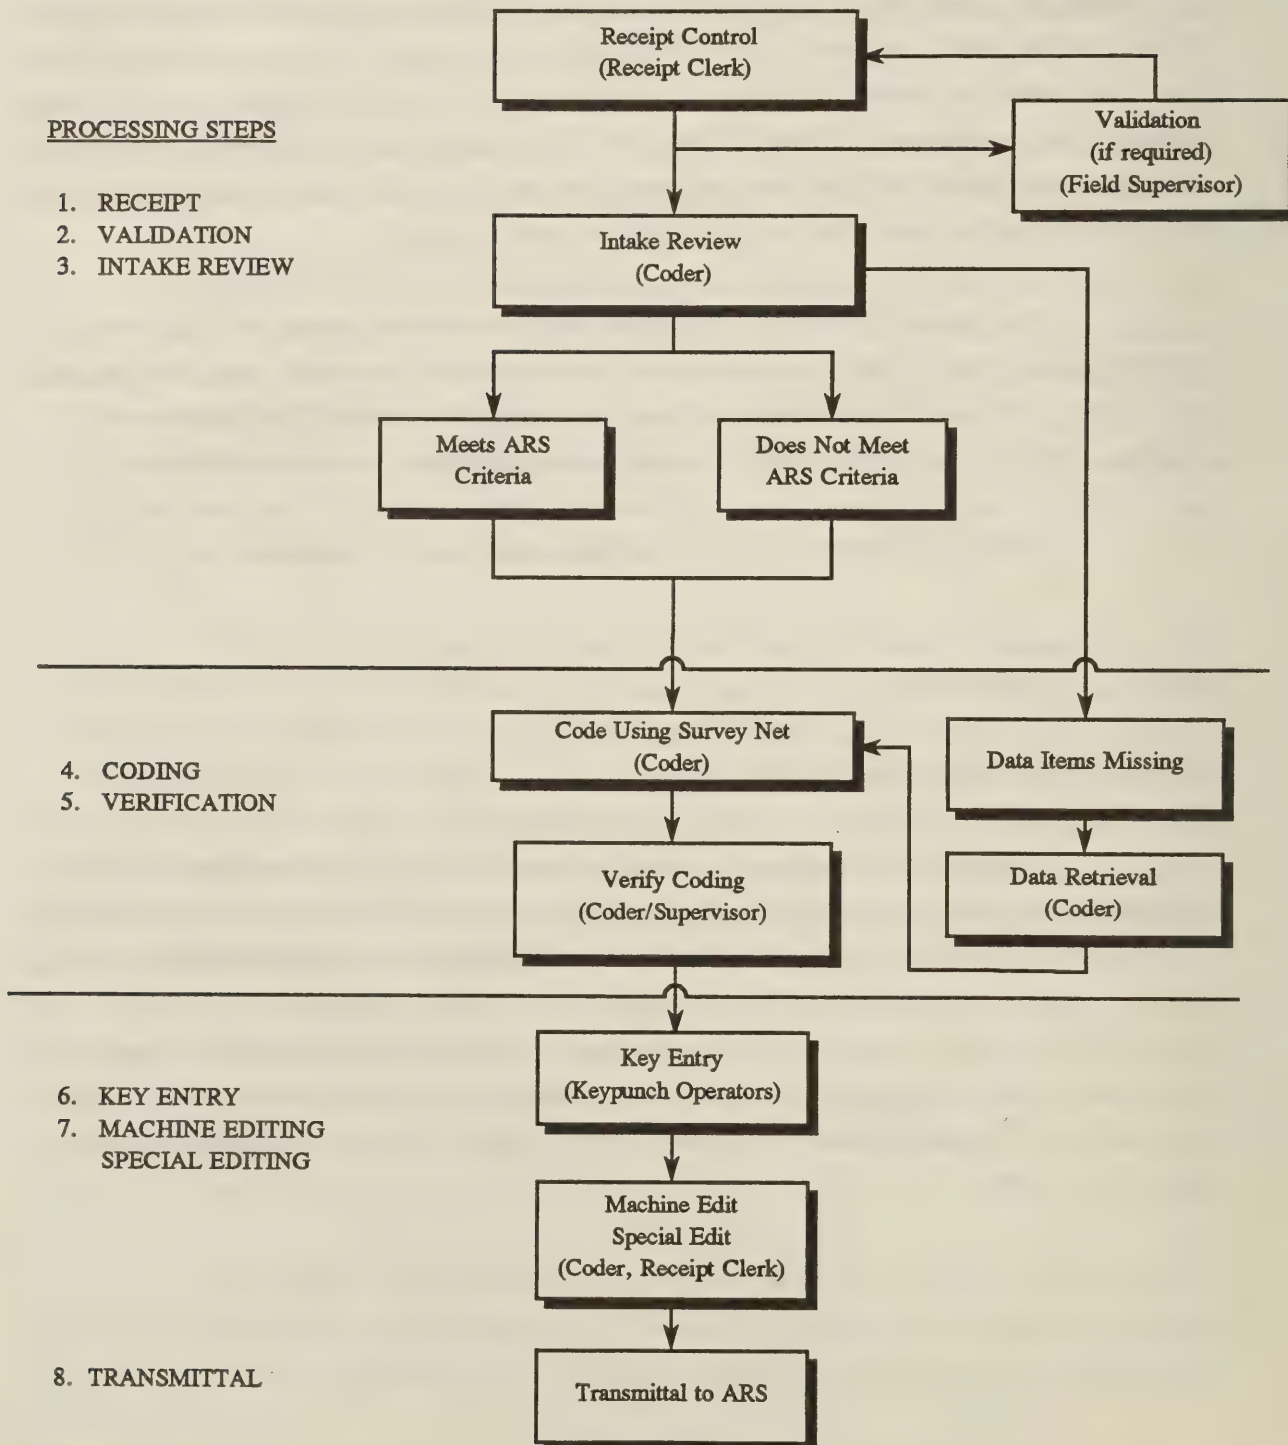 Receipt Control
(Receipt Clerk)
PROCESSING STEPS
Validation
(if required)
(Field Supervisor)
1. RECEIPT
2. VALIDATION
3. INTAKE REVIEW
Intake Review
(Coder)
Meets ARS
Criteria
Does Not Meet
ARS Criteria
Code Using Survey Net
(Coder)
Data Items Missing
4. CODING
5. VERIFICATION
Verify Coding
(Coder/Supervisor)
Data Retrieval
(Coder)
Key Entry
(Keypunch Operators)
6. KEY ENTRY
7. MACHINE EDITING
SPECIAL EDITING
Machine Edit
Special Edit
(Coder, Receipt Clerk)
8. TRANSMITTAL
Transmittal to ARS